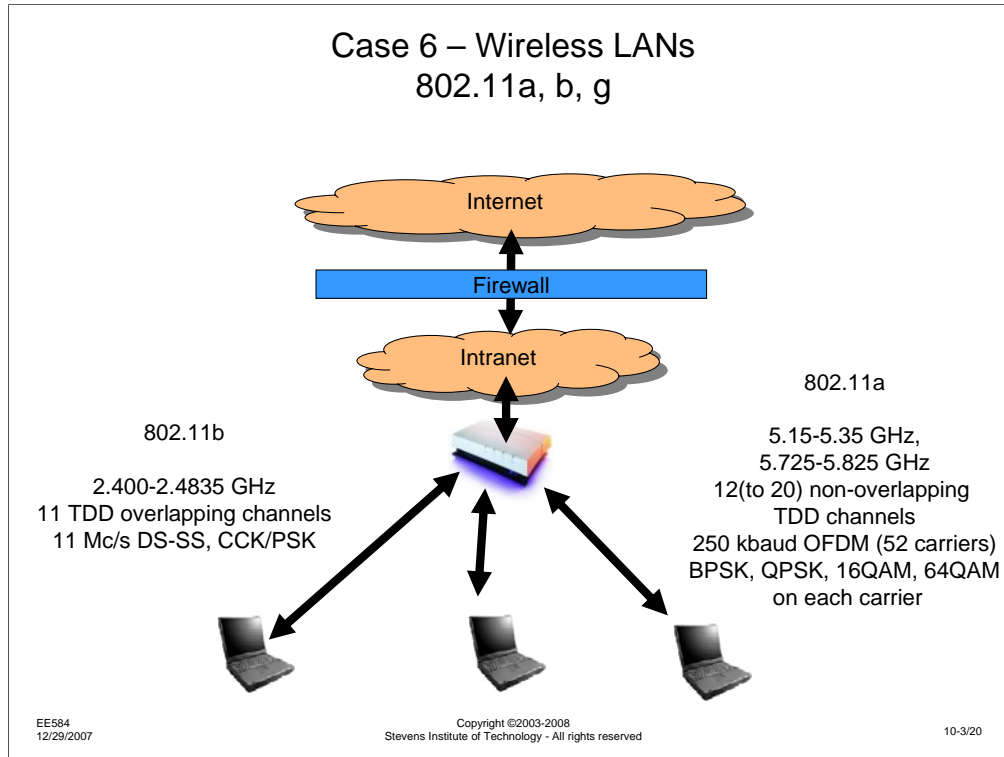 Case 6 – Wireless LANs
802.11a, b, g
Internet
Firewall
Intranet
802.11b
2.400-2.4835 GHz
11 TDD overlapping channels
11 Mc/s DS-SS, CCK/PSK
802.11a
5.15-5.35 GHz,
5.725-5.825 GHz
12(to 20) non-overlapping
TDD channels
250 kbaud OFDM (52 carriers)
BPSK, QPSK, 16QAM, 64QAM
on each carrier
EE584
12/29/2007
Copyright ©2003-2008
Stevens Institute of Technology - All rights reserved
10-3/20